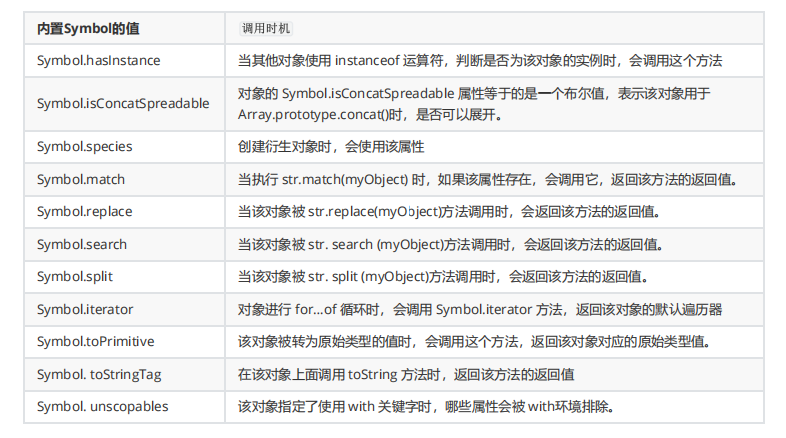 内置Symbol的值 调用时机
Symbol.hasInstance 当其他对象使用 instanceof 运算符，判断是否为该对象的实例时，会调用这个方法
Symbol.isConcatSpreadable 对象的 Symbol.isConcatSpreadable 属性等于的是一个布尔值，表示该对象用于
Array.prototype.concat()时，是否可以展开。
Symbol.species 创建衍生对象时，会使用该属性
Symbol.match 当执行 str.match(myObject) 时，如果该属性存在，会调用它，返回该方法的返回值。
Symbol.replace 当该对象被 str.replace(myObject)方法调用时，会返回该方法的返回值。
Symbol.search 当该对象被 str. search (myObject)方法调用时，会返回该方法的返回值。
Symbol.split 当该对象被 str. split (myObject)方法调用时，会返回该方法的返回值。
Symbol.iterator 对象进行 for...of 循环时，会调用 Symbol.iterator 方法，返回该对象的默认遍历器
Symbol.toPrimitive 该对象被转为原始类型的值时，会调用这个方法，返回该对象对应的原始类型值。
Symbol. toStringTag 在该对象上面调用 toString 方法时，返回该方法的返回值
Symbol. unscopables 该对象指定了使用 with 关键字时，哪些属性会被 with环境排除。